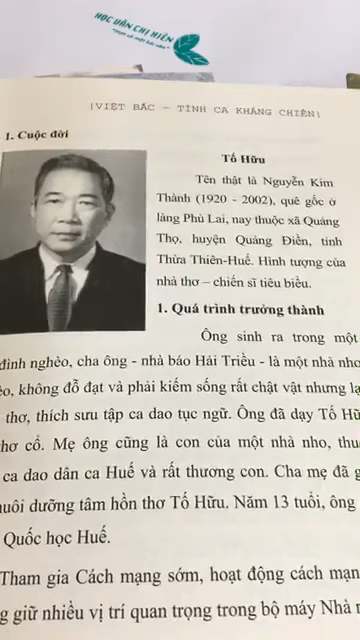 HỌC VĂN CHỊ HIÊN
|VIỆT BẮC – TÌNH CA KHÁNG CHIẾN|
1. Cuộc đời
Tố Hữu
Tên thật là Nguyễn Kim
Thành (1920 - 2002), quê gốc ở
làng Phù Lai, nay thuộc xã Quảng
Thọ, huyện Quảng Điền, tỉnh
Thừa Thiên-Huế. Hình tượng của
nhà thơ – chiến sĩ tiêu biểu.
1. Quá trình trưởng thành
Ông sinh ra trong một
đình nghèo, cha ông - nhà báo Hải Triều - là một nhà nho
không đỗ đạt và phải kiếm sống rất chật vật nhưng lạ
thơ, thích sưu tập ca dao tục ngữ. Ông đã dạy Tố Hữ
thơ cổ. Mẹ ông cũng là con của một nhà nho, thu
ca dao dân ca Huế và rất thương con. Cha mẹ đã g
nuôi dưỡng tâm hồn thơ Tố Hữu. Năm 13 tuổi, ông
Quốc học Huế.
Tham gia Cách mạng sớm, hoạt động cách mạn
g giữ nhiều vị trí quan trọng trong bộ máy Nhà n